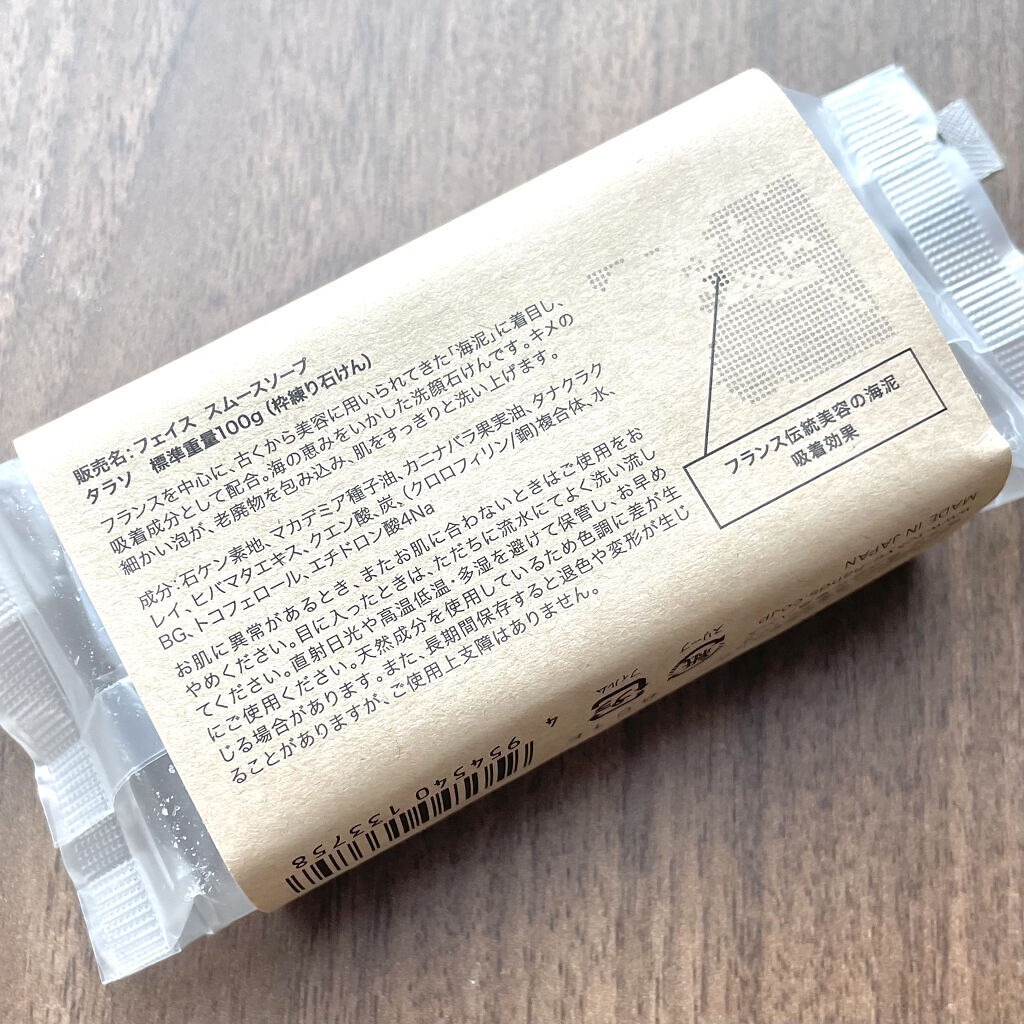 販売名:フェイス スムースソープ
タラソ 標準重量100g (枠練り石けん)
フランスを中心に、古くから美容に用いられてきた「海泥」に着目し、
吸着成分として配合。海の恵みをいかした洗顔石けんです。キメの
細かい泡が、老廃物を包み込み、肌をすっきりと洗い上げます。
成分:石ケン素地、マカデミア種子油、カニナバラ果実油、タナクラク
レイ、ヒバマタエキス、クエン酸、炭、(クロロフィリン/銅)複合体、水、
BG、トコフェロール、エチドロン酸4Na
お肌に異常があるとき、またお肌に合わないときはご使用をお
やめください。目に入ったときは、ただちに流水にてよく洗い流し
てください。直射日光や高温低温・多湿を避けて保管し、お早め
にご使用ください。天然成分を使用しているため色調に差が生
じる場合があります。また、長期間保存すると退色や変形が生じ
ることがありますが、ご使用上支障はありません。
フランス伝統美容の海泥
吸着効果
MADE IN JAPAN
スリーブ
紙
フィルム
プラ
4 954540 133758